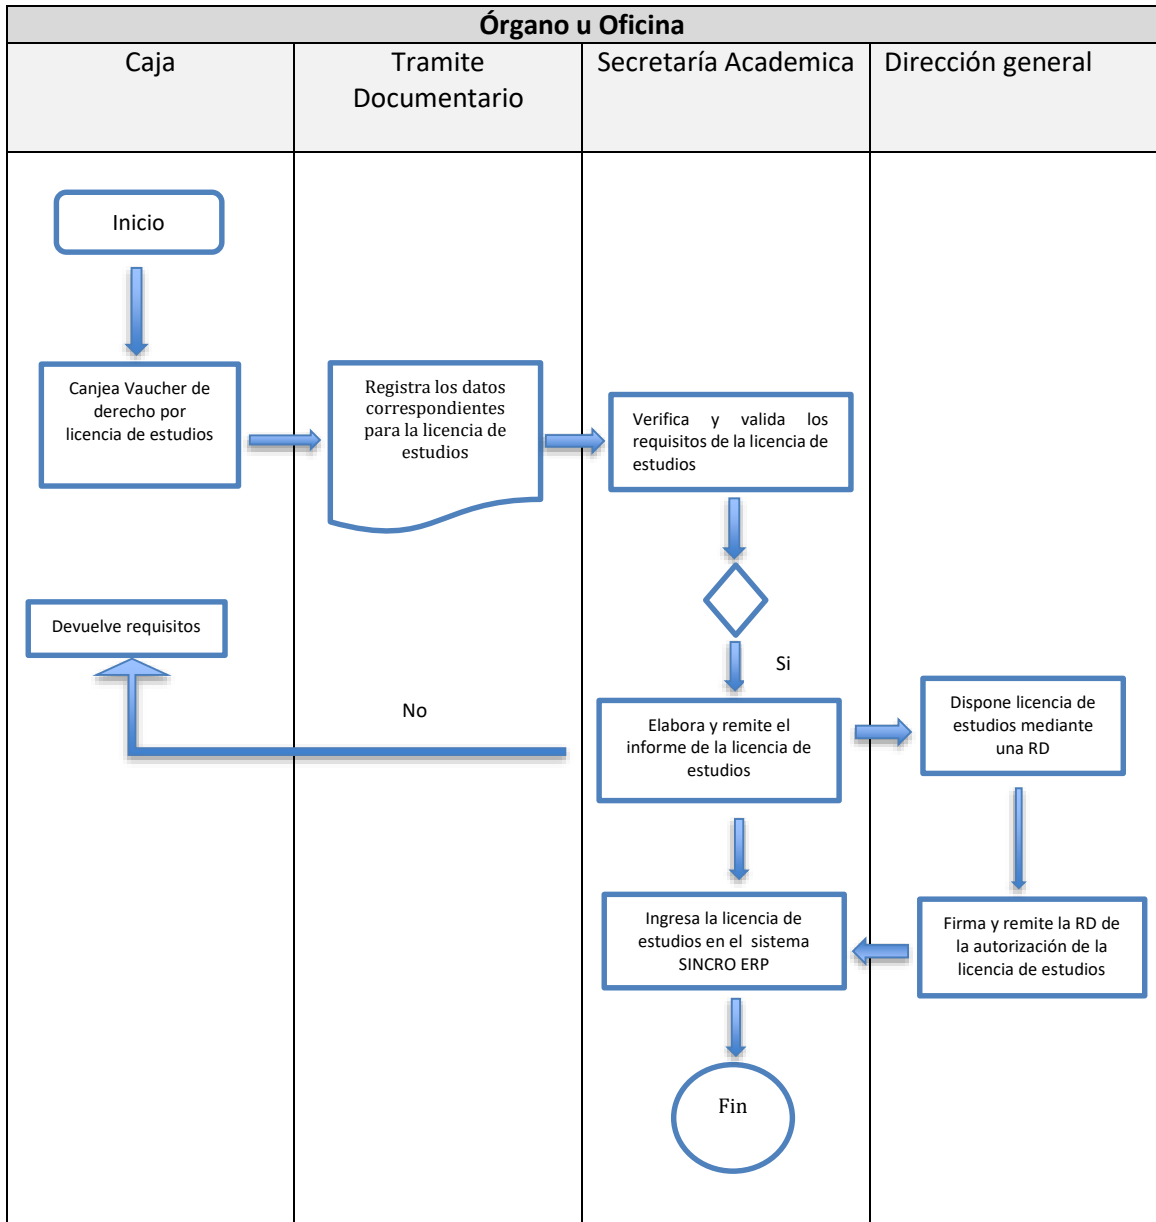 Órgano u Oficina
Caja
Tramite
Documentario
Secretaría Academica
Dirección general
Inicio
Canjea Vaucher de
derecho por
licencia de estudios
Registra los datos
correspondientes
para la licencia de
estudios
Verifica y valida los
requisitos de la licencia de
estudios
Devuelve requisitos
Si
No
Elabora y remite el
informe de la licencia de
estudios
Dispone licencia de
estudios mediante
una RD
Ingresa la licencia de
estudios en el sistema
SINCRO ERP
Firma y remite la RD de
la autorización de la
licencia de estudios
Fin